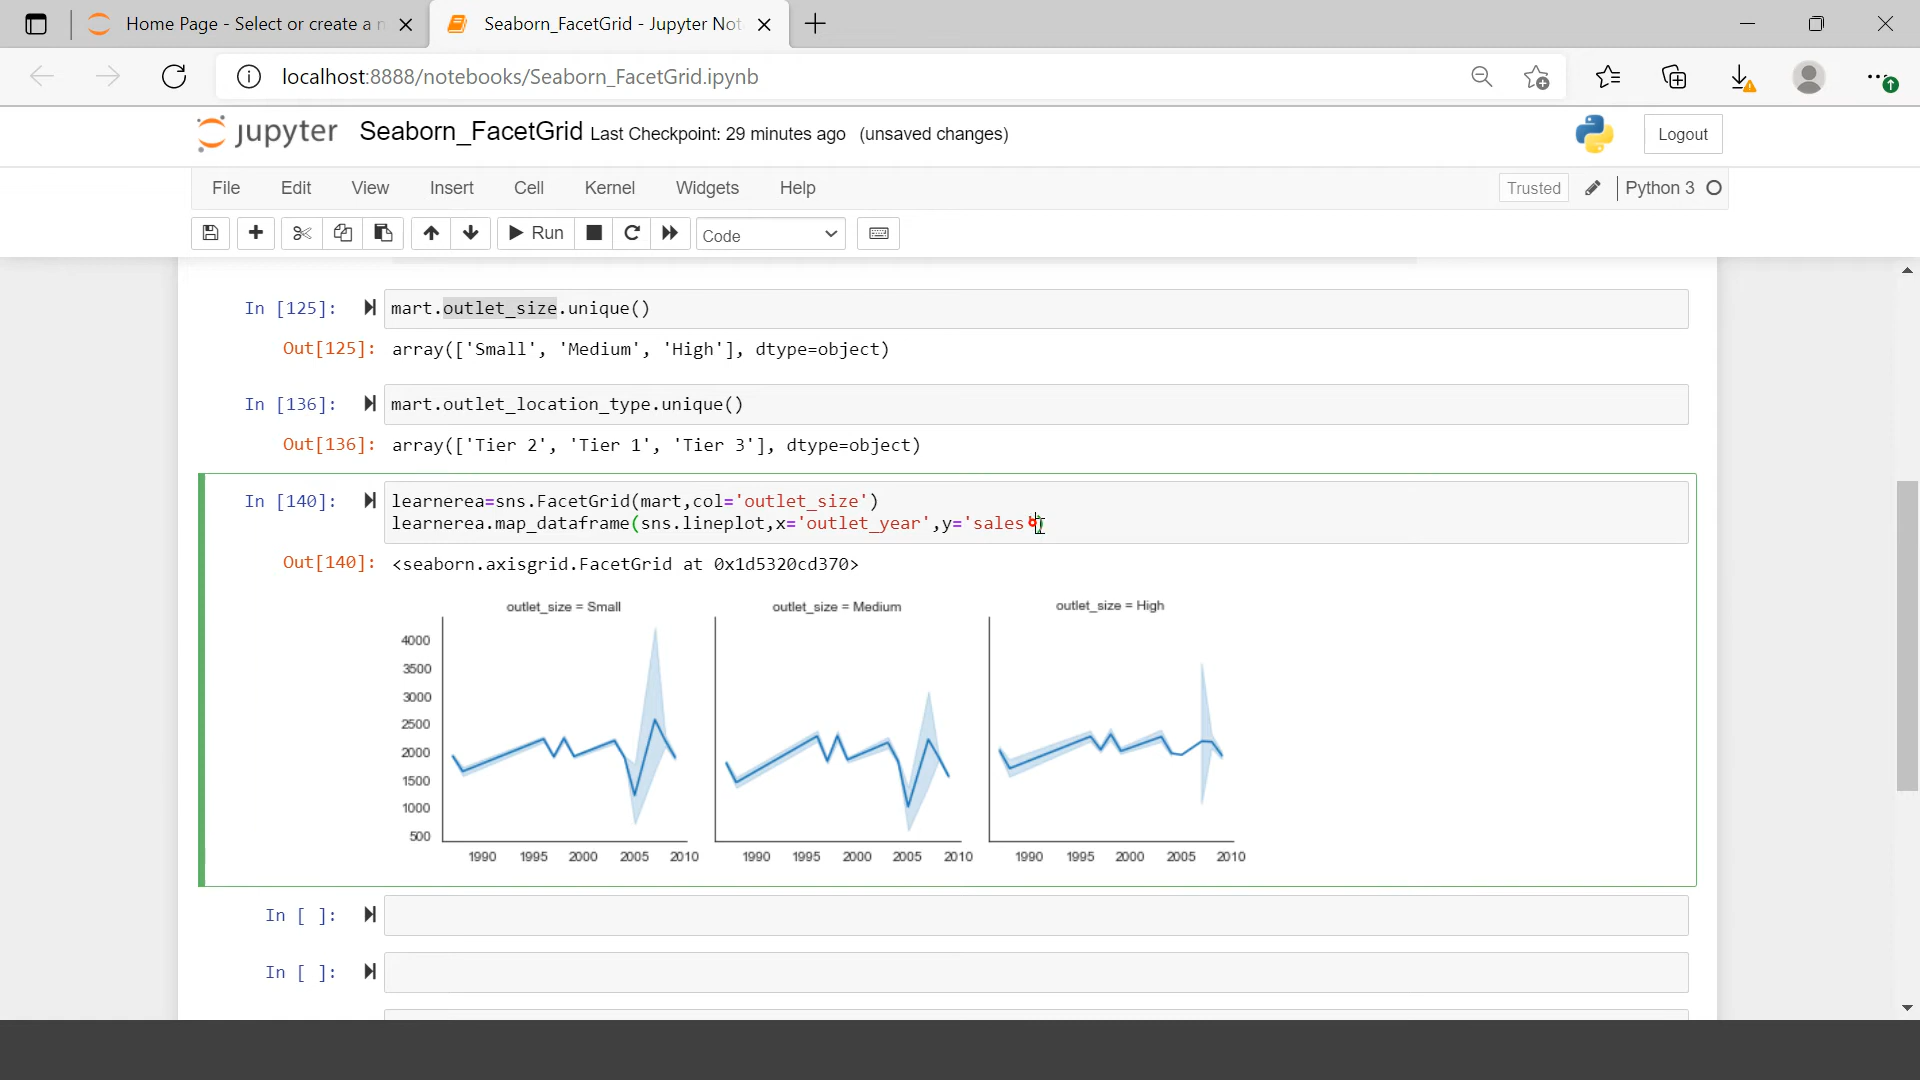 Home Page - Select or create a n
Seaborn_FacetGrid - Jupyter Not
localhost:8888/notebooks/Seaborn_FacetGrid.ipynb
jupyter Seaborn_FacetGrid Last Checkpoint: 29 minutes ago (unsaved changes)
Logout
File Edit View Insert Cell Kernel Widgets Help
Trusted Python 3
Run Code
In [125]: mart.outlet_size.unique()
Out[125]: array(['Small', 'Medium', 'High'], dtype=object)
In [136]: mart.outlet_location_type.unique()
Out[136]: array(['Tier 2', 'Tier 1', 'Tier 3'], dtype=object)
In [140]: learnerea=sns.FacetGrid(mart,col='outlet_size')
learnerea.map_dataframe(sns.lineplot,x='outlet_year',y='sales')
Out[140]: <seaborn.axisgrid.FacetGrid at 0x1d5320cd370>
outlet_size = Small outlet_size = Medium outlet_size = High
4000
3500
3000
2500
2000
1500
1000
500
1990 1995 2000 2005 2010 1990 1995 2000 2005 2010 1990 1995 2000 2005 2010
In [ ]:
In [ ]: